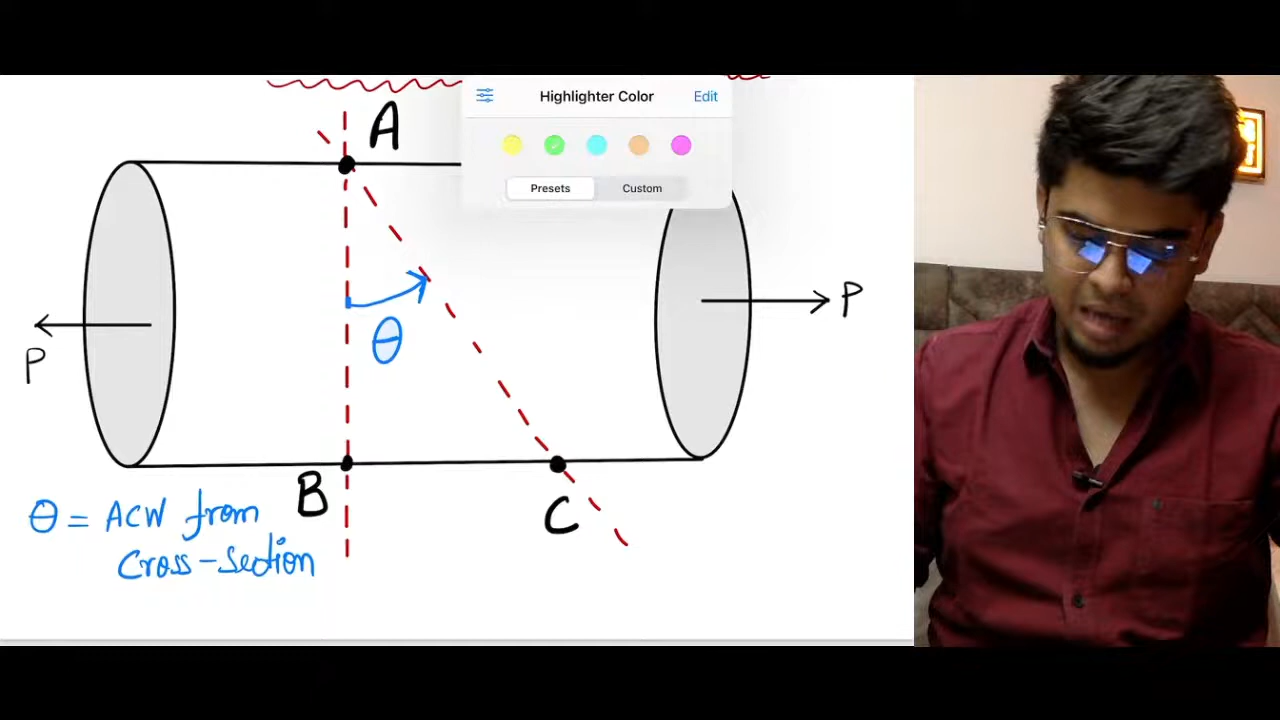 Highlighter Color
Edit
Presets
Custom
A
P
P
θ
B
C
θ = ACW from
Cross-section